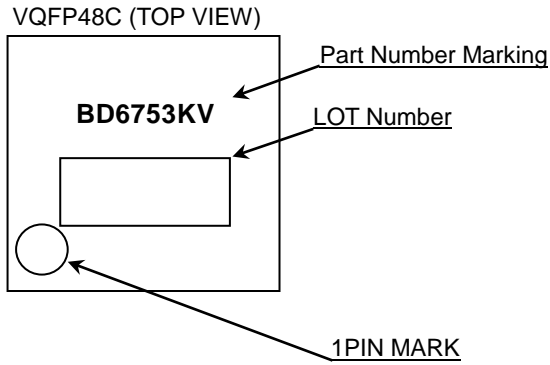 VQFP48C (TOP VIEW)
Part Number Marking
BD6753KV
LOT Number
1PIN MARK